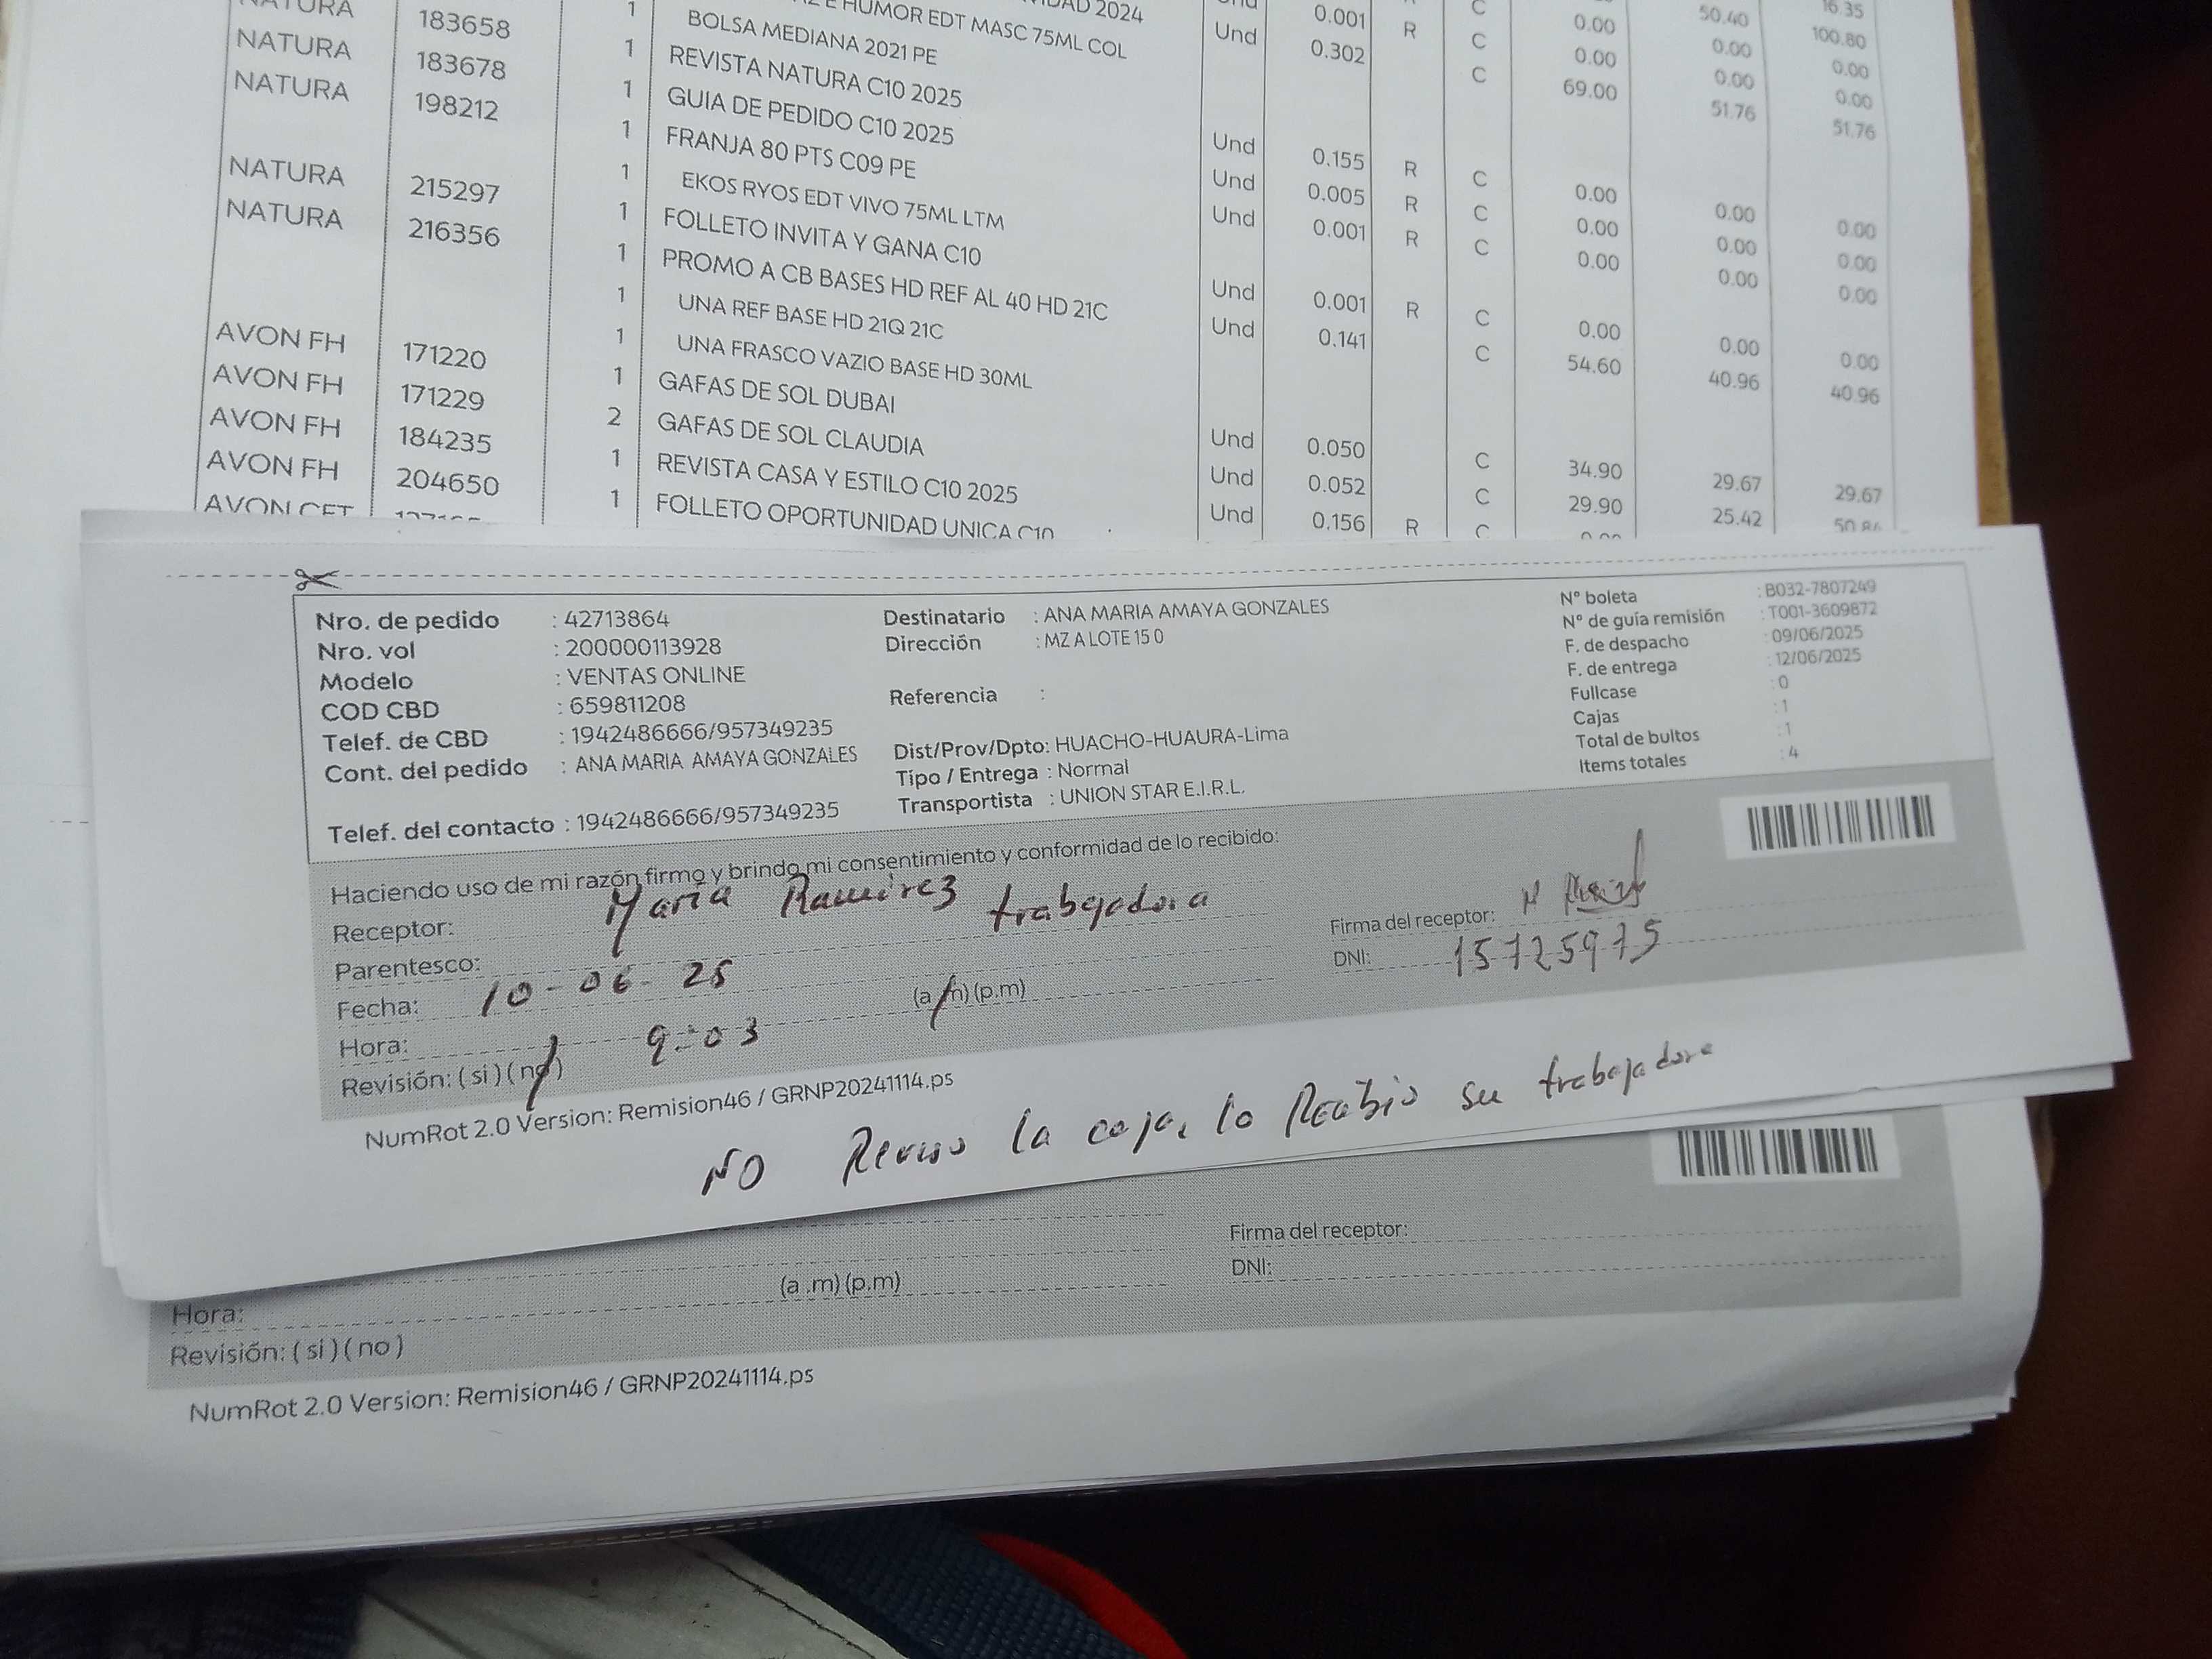 NATURA 183658 1 HUMOR EDT MASC 75ML COL Und 0.001 R C 0.00 50.40 100.80
NATURA 183678 1 BOLSA MEDIANA 2021 PE Und 0.302 C 0.00 0.00 0.00
NATURA 198212 1 REVISTA NATURA C10 2025 C 69.00 0.00 0.00
1 GUIA DE PEDIDO C10 2025 51.76 51.76
NATURA 215297 1 FRANJA 80 PTS C09 PE Und 0.155 R C 0.00 0.00 0.00
NATURA 216356 1 EKOS RYOS EDT VIVO 75ML LTM Und 0.005 R C 0.00 0.00 0.00
1 FOLLETO INVITA Y GANA C10 Und 0.001 R C 0.00 0.00 0.00
1 PROMO A CB BASES HD REF AL 40 HD 21C Und 0.001 R C 0.00 0.00 0.00
1 UNA REF BASE HD 21Q 21C Und 0.141 C 54.60 40.96 40.96
AVON FH 171220 1 UNA FRASCO VAZIO BASE HD 30ML
AVON FH 171229 1 GAFAS DE SOL DUBAI Und 0.050 C 34.90 29.67 29.67
AVON FH 184235 2 GAFAS DE SOL CLAUDIA Und 0.052 C 29.90 25.42 50.84
AVON FH 204650 1 REVISTA CASA Y ESTILO C10 2025 Und 0.156 R C 0.00
AVON CFT 1 FOLLETO OPORTUNIDAD UNICA C10
Nro. de pedido : 42713864 Destinatario : ANA MARIA AMAYA GONZALES Nº boleta : B032-7807249
Nro. vol : 200000113928 Dirección : MZ A LOTE 15 0 Nº de guía remisión : T001-3609872
Modelo : VENTAS ONLINE F. de despacho : 09/06/2025
COD CBD : 659811208 Referencia : F. de entrega : 12/06/2025
Telef. de CBD : 1942486666/957349235 Fullcase : 0
Cont. del pedido : ANA MARIA AMAYA GONZALES Dist/Prov/Dpto: HUACHO-HUAURA-Lima Cajas : 1
Tipo / Entrega : Normal Total de bultos : 1
Telef. del contacto : 1942486666/957349235 Transportista : UNION STAR E.I.R.L. Items totales : 4
Haciendo uso de mi razón firmo y brindo mi consentimiento y conformidad de lo recibido:
Receptor: Maria Ramirez trabajadora Firma del receptor:
Parentesco: DNI: 15725975
Fecha: 10-06-25
Hora: 9:03 (a.m) (p.m)
Revisión: ( si ) ( no )
NumRot 2.0 Version: Remision46 / GRNP20241114.ps
NO Reviso la caja, lo Recibio su trabajadora
Firma del receptor:
(a .m) (p.m) DNI:
Hora:
Revisión: ( si ) ( no )
NumRot 2.0 Version: Remision46 / GRNP20241114.ps